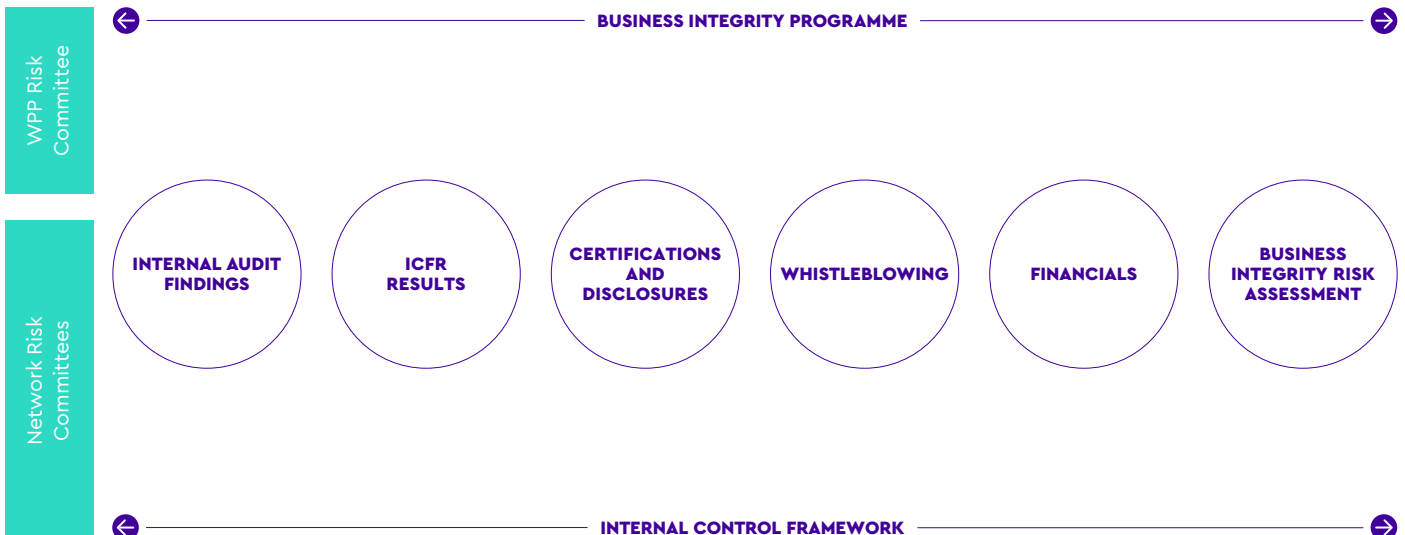 BUSINESS INTEGRITY PROGRAMME
WPP Risk
Committee
Network Risk
Committees
INTERNAL AUDIT
FINDINGS
ICFR
RESULTS
CERTIFICATIONS
AND
DISCLOSURES
WHISTLEBLOWING
FINANCIALS
BUSINESS
INTEGRITY RISK
ASSESSMENT
INTERNAL CONTROL FRAMEWORK